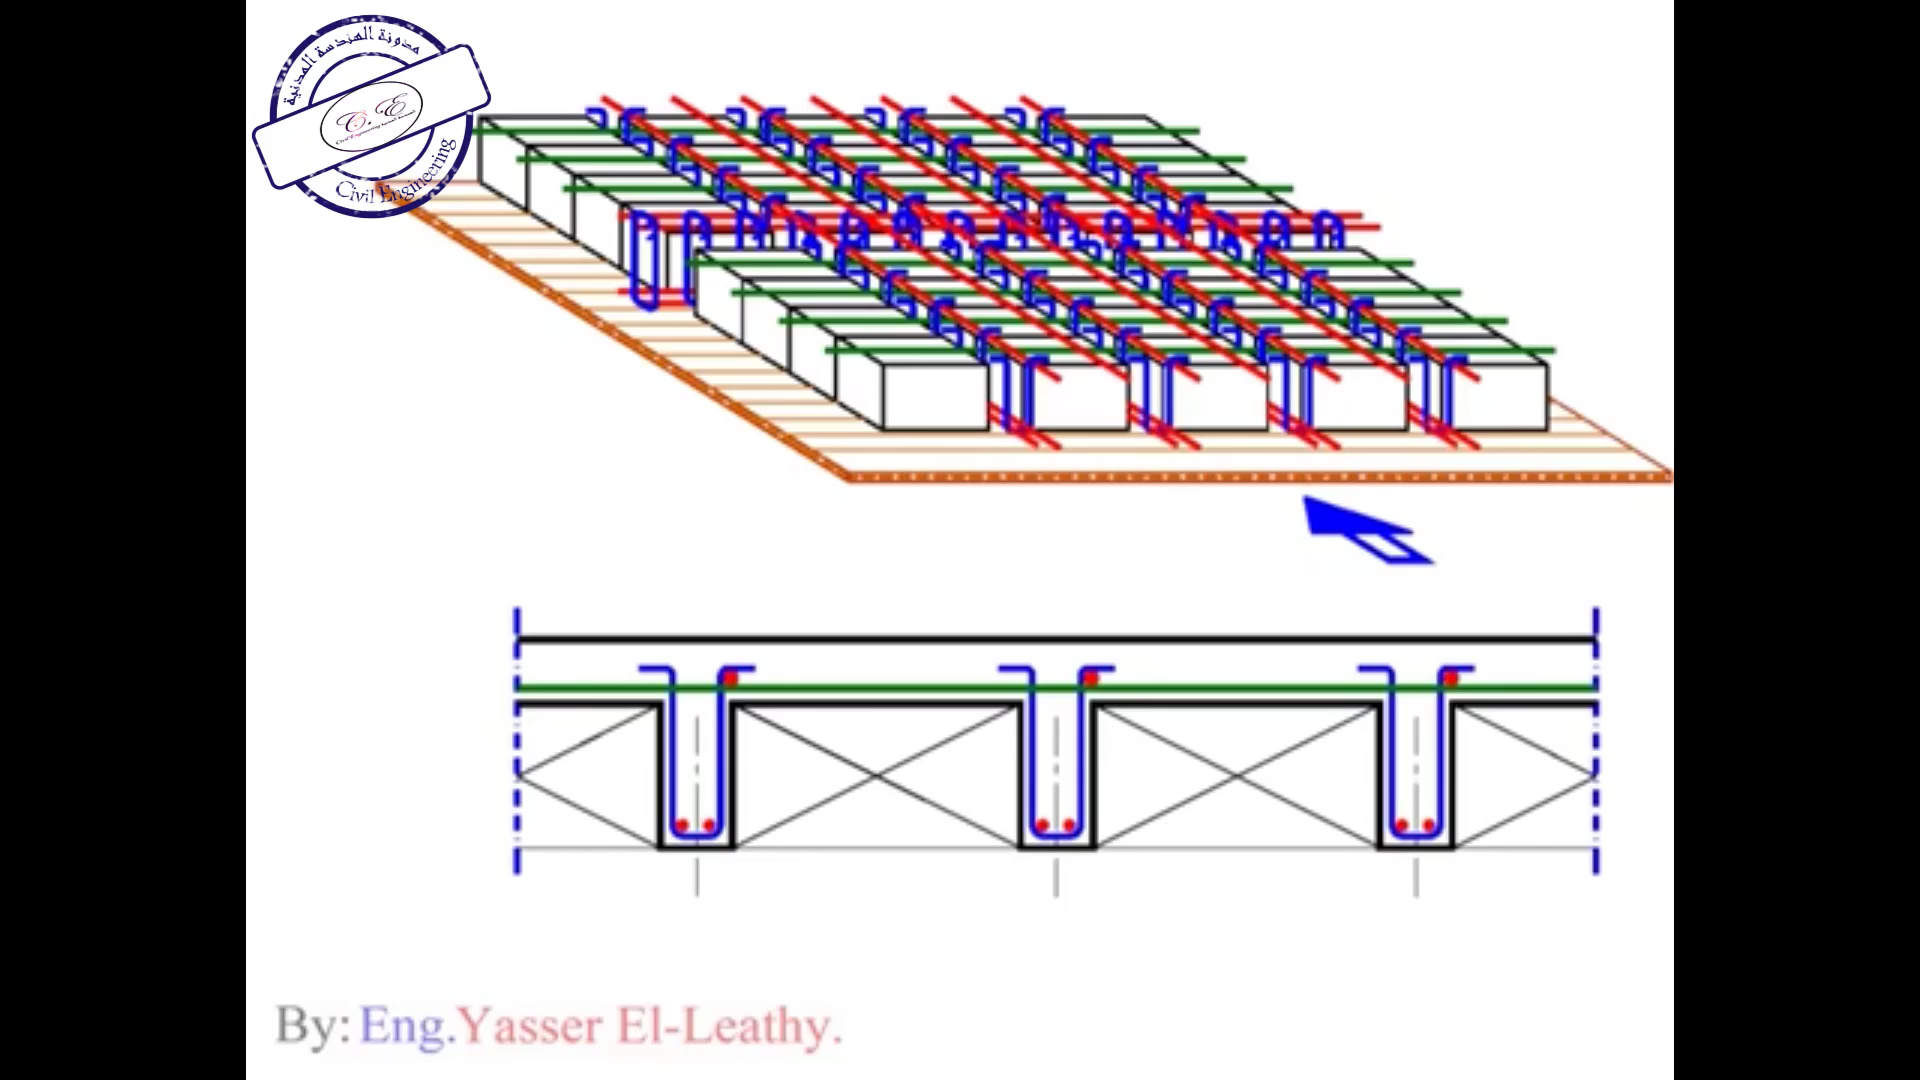 مدونة الهندسة المدنية
C. E
Civil Engineering
By: Eng.Yasser El-Leathy.